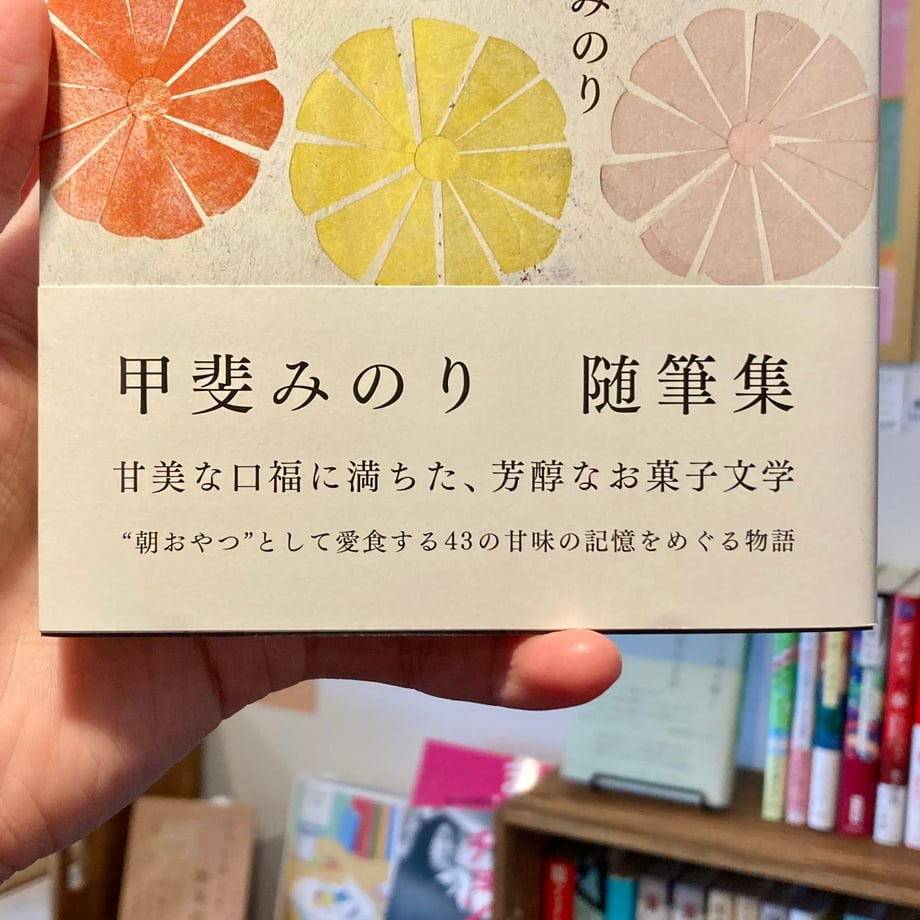 みのり
甲斐みのり　随筆集
甘美な口福に満ちた、芳醇なお菓子文学
“朝おやつ”として愛食する43の甘味の記憶をめぐる物語